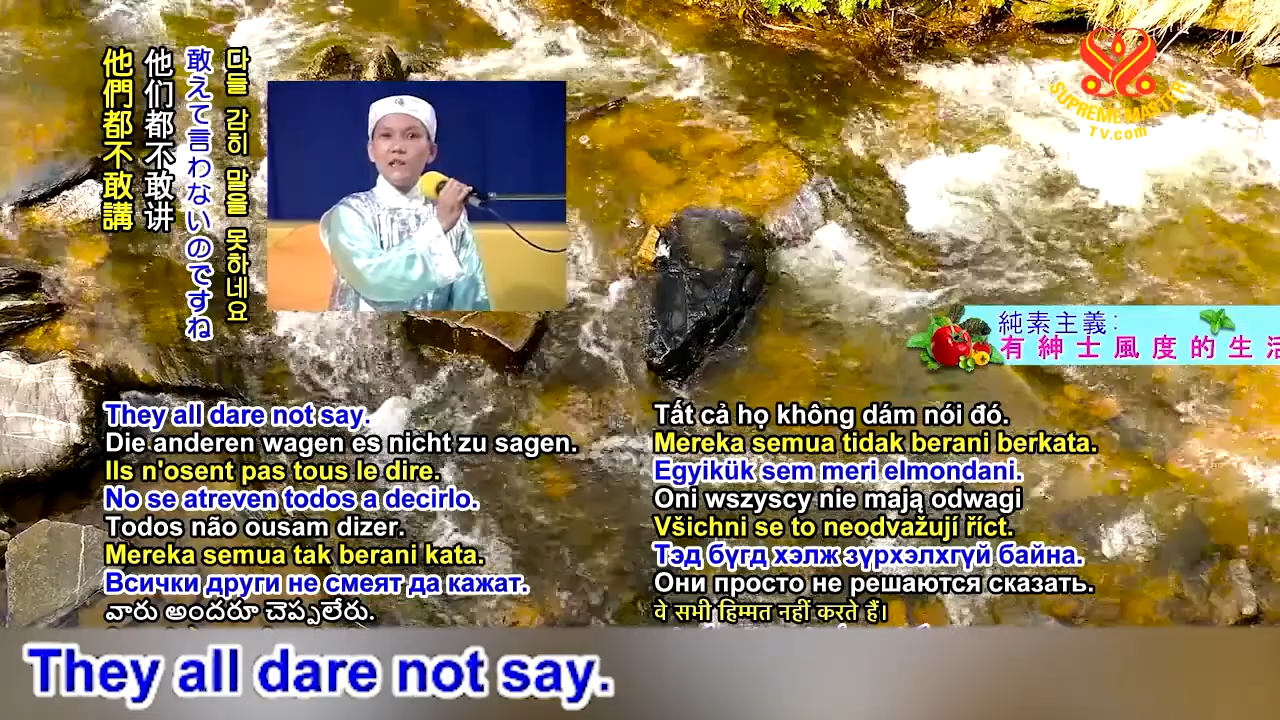 他們都不敢講
他们都不敢讲
敢えて言わないのですね
다들 감히 말을 못하네요
SUPREME MASTER
TV.com
純素主義:
有紳士風度的生活
They all dare not say.
Die anderen wagen es nicht zu sagen.
Ils n'osent pas tous le dire.
No se atreven todos a decirlo.
Todos não ousam dizer.
Mereka semua tak berani kata.
Всички други не смеят да кажат.
వారు అందరూ చెప్పలేరు.
Tất cả họ không dám nói đó.
Mereka semua tidak berani berkata.
Egyikük sem meri elmondani.
Oni wszyscy nie mają odwagi
Všichni se to neodvažují říct.
Тэд бүгд хэлж зүрхэлхгүй байна.
Они просто не решаются сказать.
वे सभी हिम्मत नहीं करते हैं।
They all dare not say.